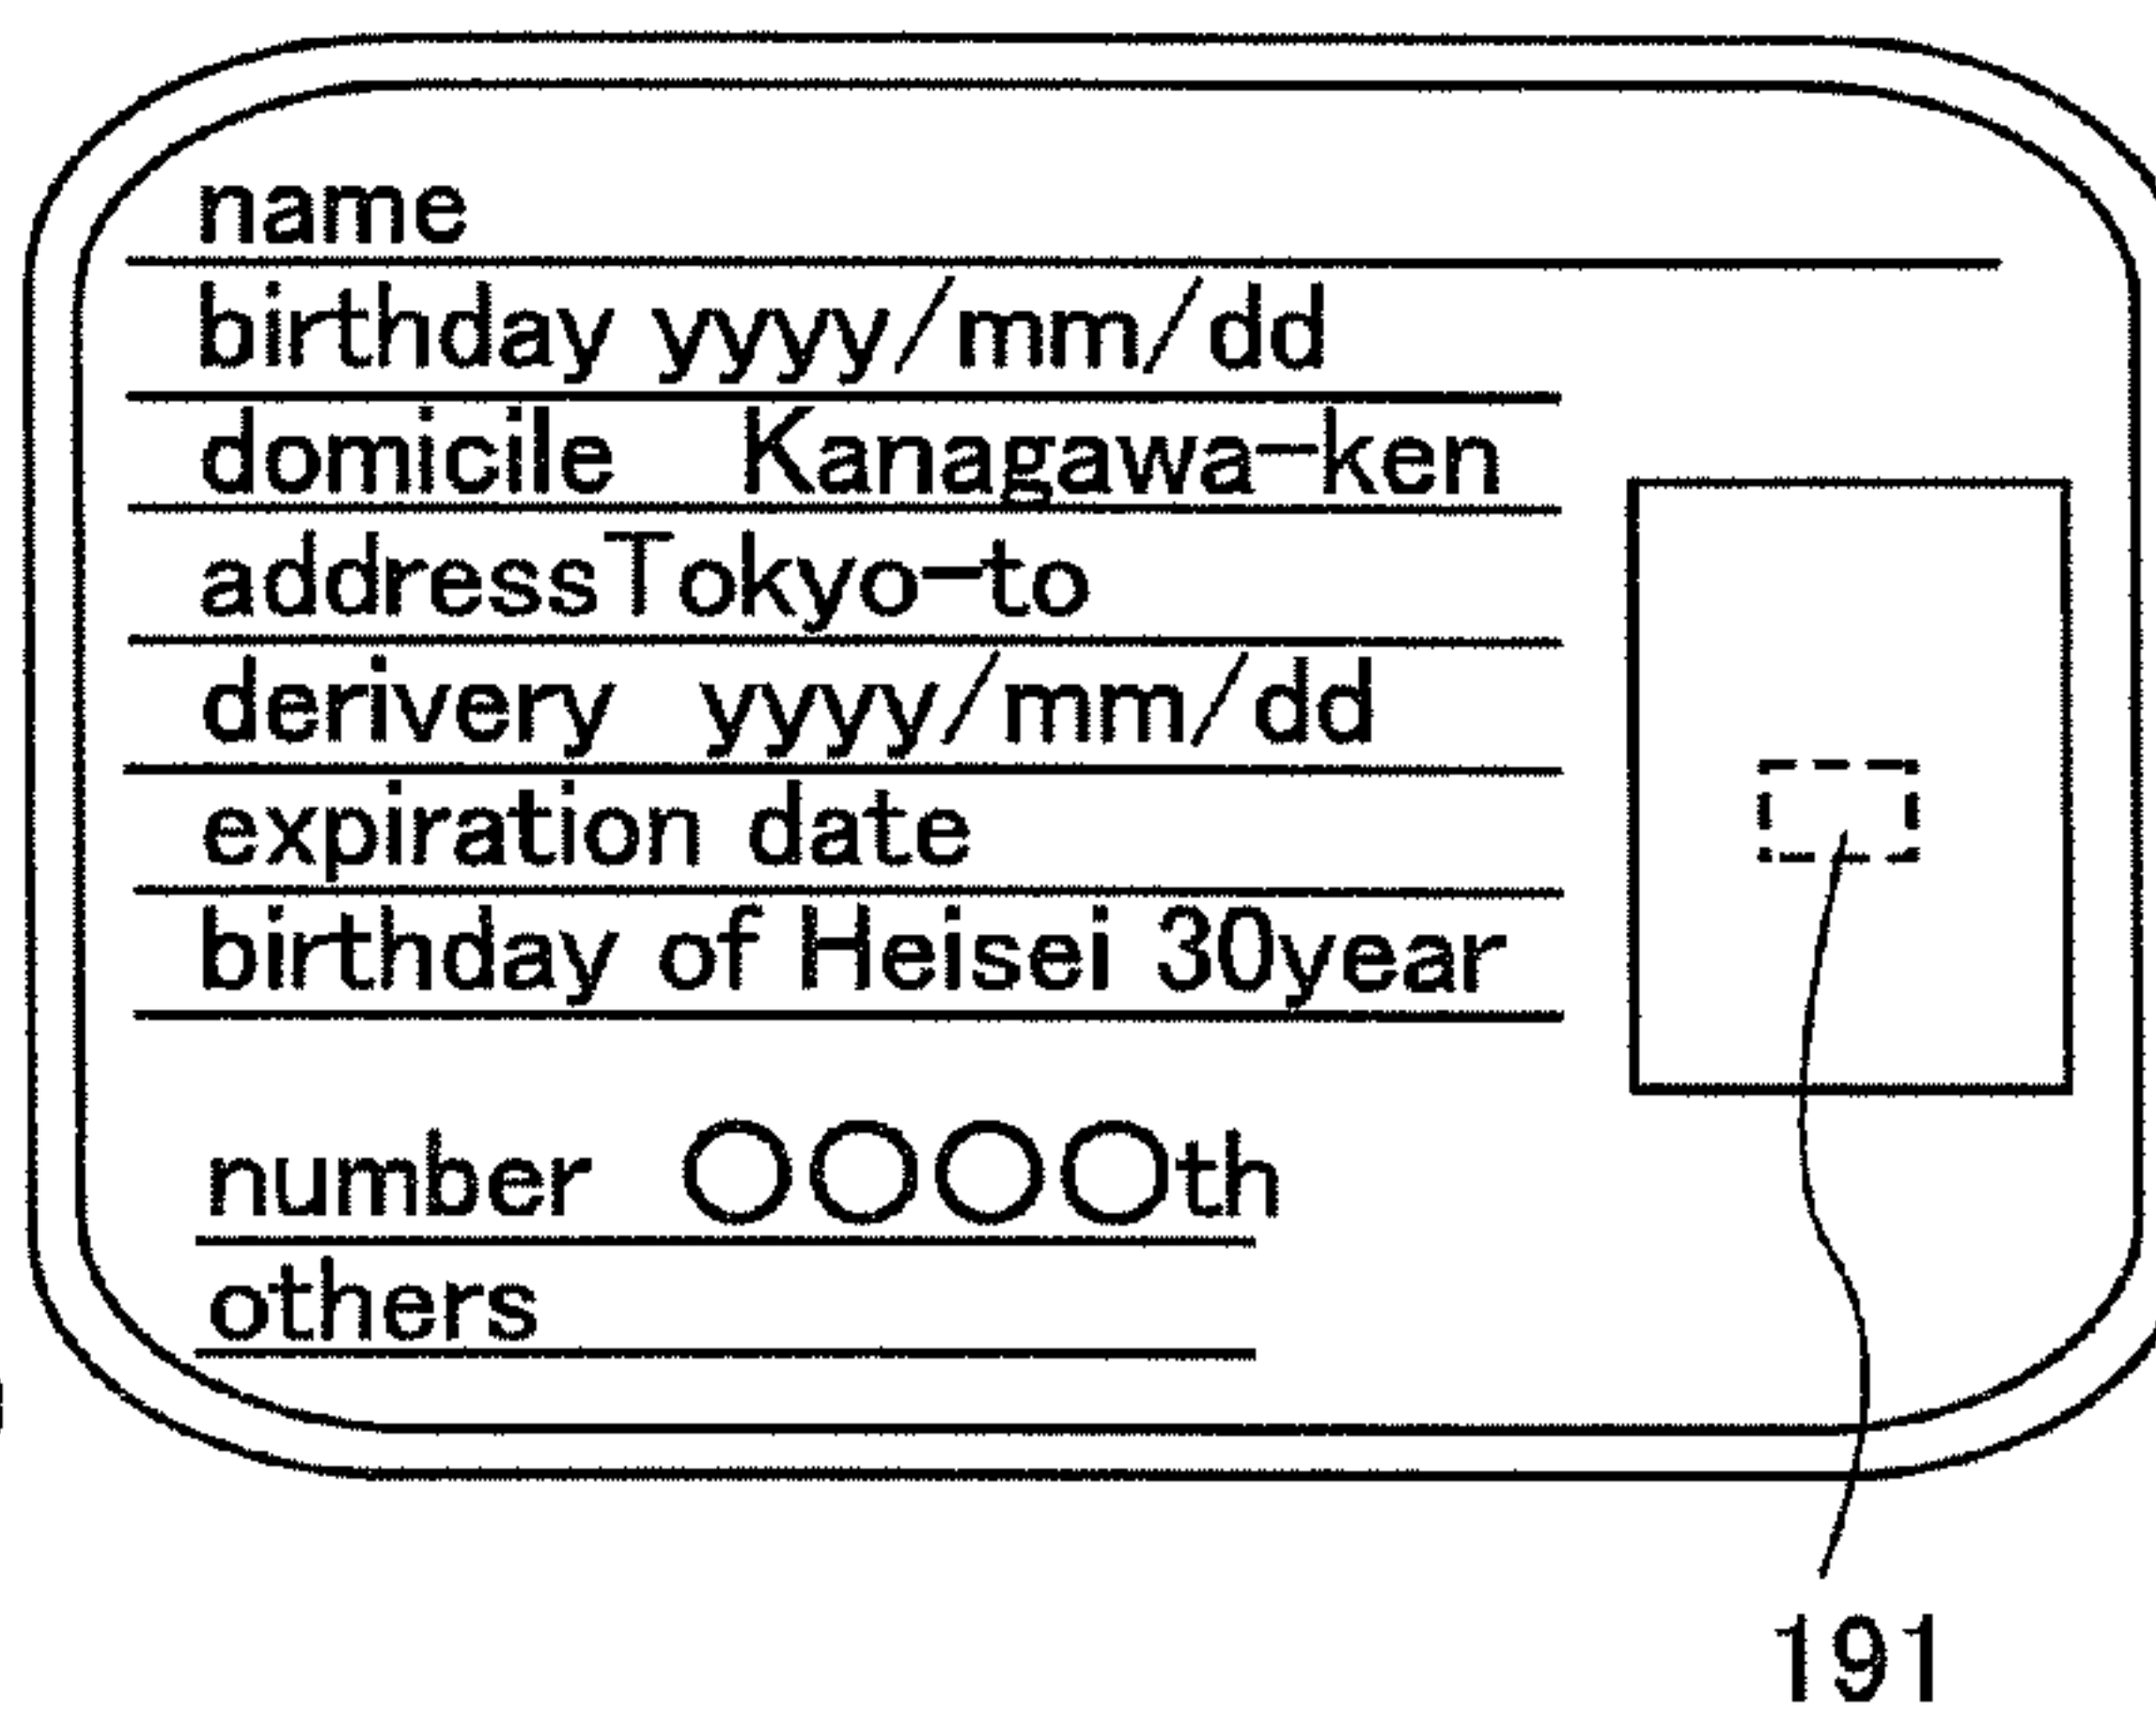 name
birthday yyyy/mm/dd
domicile Kanagawa-ken
addressTokyo-to
derivery yyyy/mm/dd
expiration date
birthday of Heisei 30year
number ○○○○th
others
191